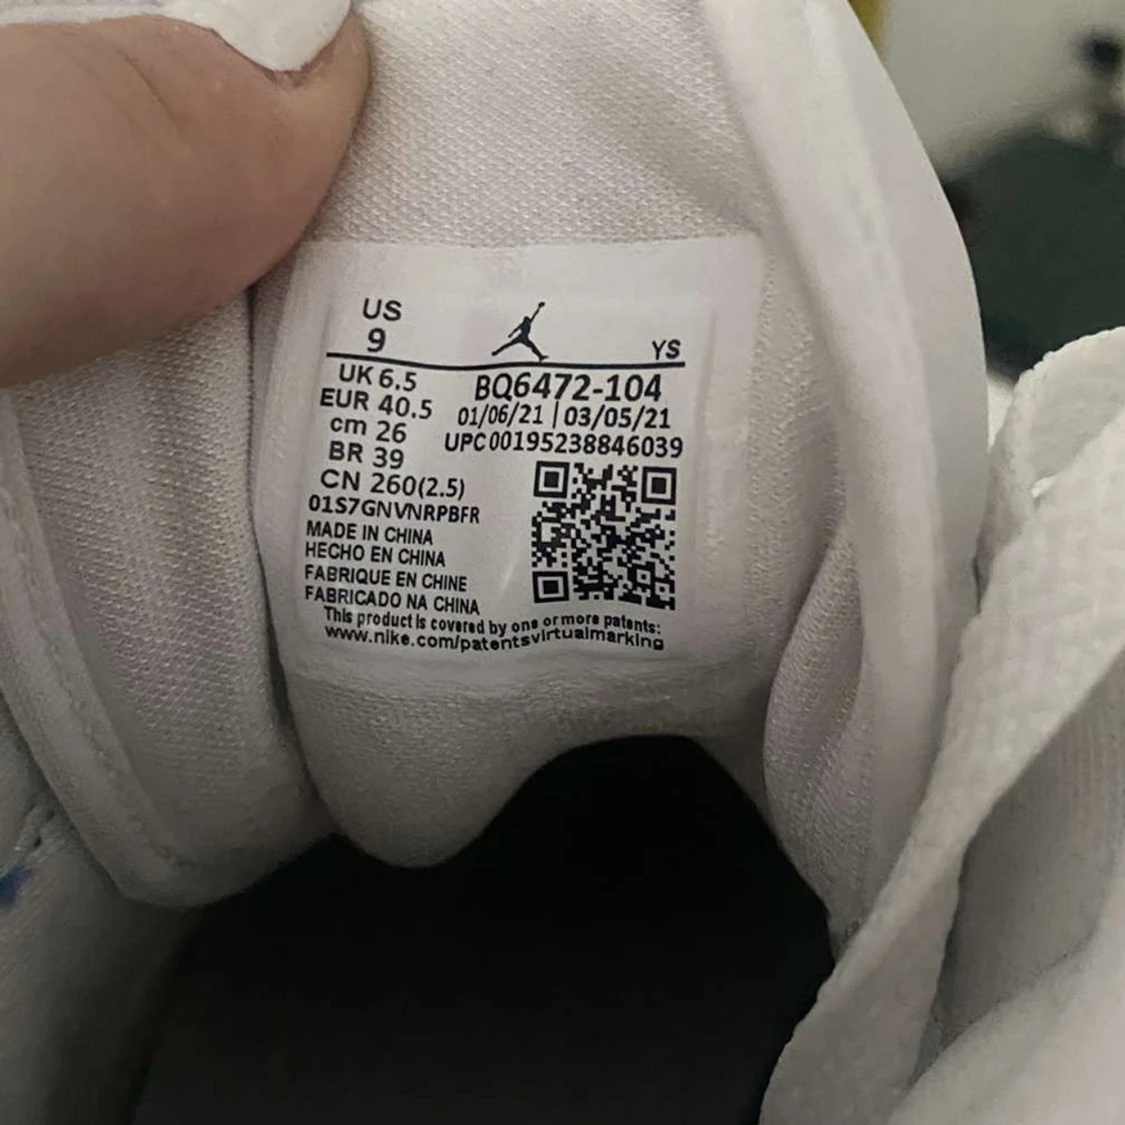 US
9
YS
UK 6.5
BQ6472-104
EUR 40.5
01/06/21 | 03/05/21
cm 26
UPC 00195238846039
BR 39
CN 260(2.5)
01S7GNVNRPBFR
MADE IN CHINA
HECHO EN CHINA
FABRIQUE EN CHINE
FABRICADO NA CHINA
This product is covered by one or more patents:
www.nike.com/patentsvirtualmarking